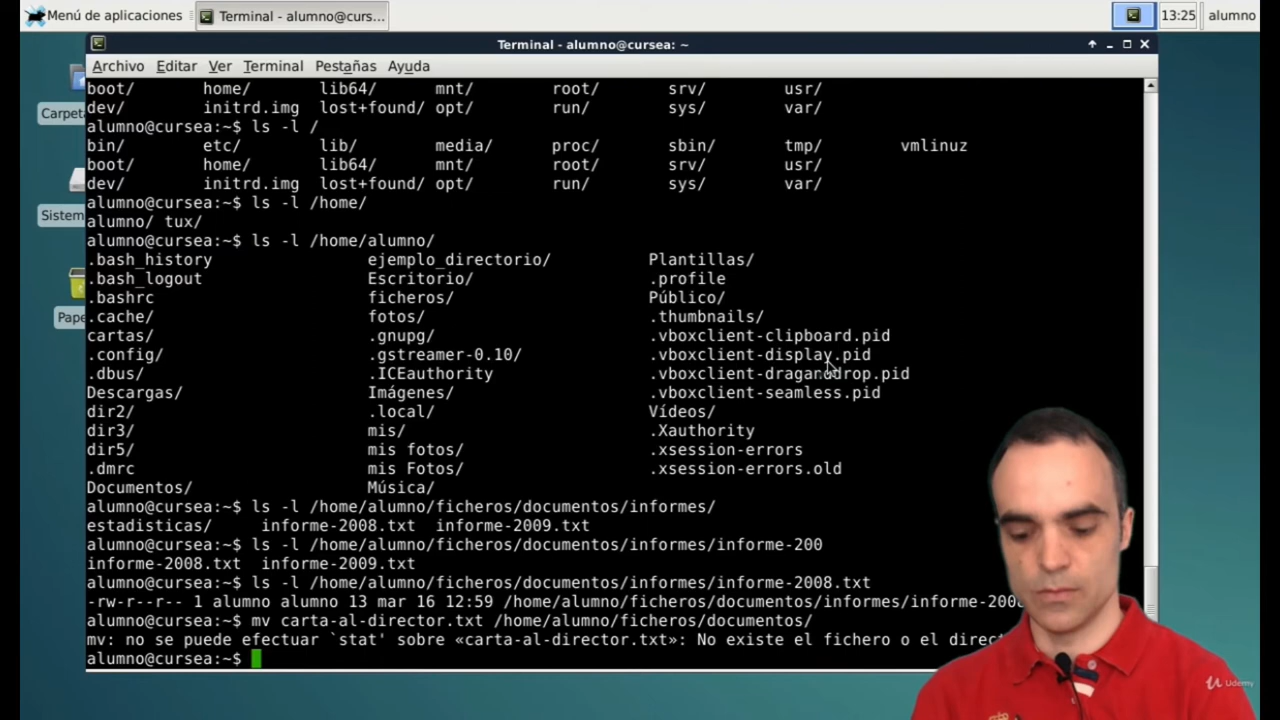 Menú de aplicaciones
Terminal - alumno@curs...
13:25
alumno
Terminal - alumno@cursea: ~
Archivo Editar Ver Terminal Pestañas Ayuda
Carpet
Sistem
Pape
boot/ home/ lib64/ mnt/ root/ srv/ usr/
dev/ initrd.img lost+found/ opt/ run/ sys/ var/
alumno@cursea:~$ ls -l /
bin/ etc/ lib/ media/ proc/ sbin/ tmp/ vmlinuz
boot/ home/ lib64/ mnt/ root/ srv/ usr/
dev/ initrd.img lost+found/ opt/ run/ sys/ var/
alumno@cursea:~$ ls -l /home/
alumno/ tux/
alumno@cursea:~$ ls -l /home/alumno/
.bash_history ejemplo_directorio/ Plantillas/
.bash_logout Escritorio/ .profile
.bashrc ficheros/ Público/
.cache/ fotos/ .thumbnails/
cartas/ .gnupg/ .vboxclient-clipboard.pid
.config/ .gstreamer-0.10/ .vboxclient-display.pid
.dbus/ .ICEauthority .vboxclient-draganddrop.pid
Descargas/ Imágenes/ .vboxclient-seamless.pid
dir2/ .local/ Vídeos/
dir3/ mis/ .Xauthority
dir5/ mis fotos/ .xsession-errors
.dmrc mis Fotos/ .xsession-errors.old
Documentos/ Música/
alumno@cursea:~$ ls -l /home/alumno/ficheros/documentos/informes/
estadisticas/ informe-2008.txt informe-2009.txt
alumno@cursea:~$ ls -l /home/alumno/ficheros/documentos/informes/informe-200
informe-2008.txt informe-2009.txt
alumno@cursea:~$ ls -l /home/alumno/ficheros/documentos/informes/informe-2008.txt
-rw-r--r-- 1 alumno alumno 13 mar 16 12:59 /home/alumno/ficheros/documentos/informes/informe-2008
alumno@cursea:~$ mv carta-al-director.txt /home/alumno/ficheros/documentos/
mv: no se puede efectuar `stat' sobre «carta-al-director.txt»: No existe el fichero o el direct
alumno@cursea:~$
Udemy